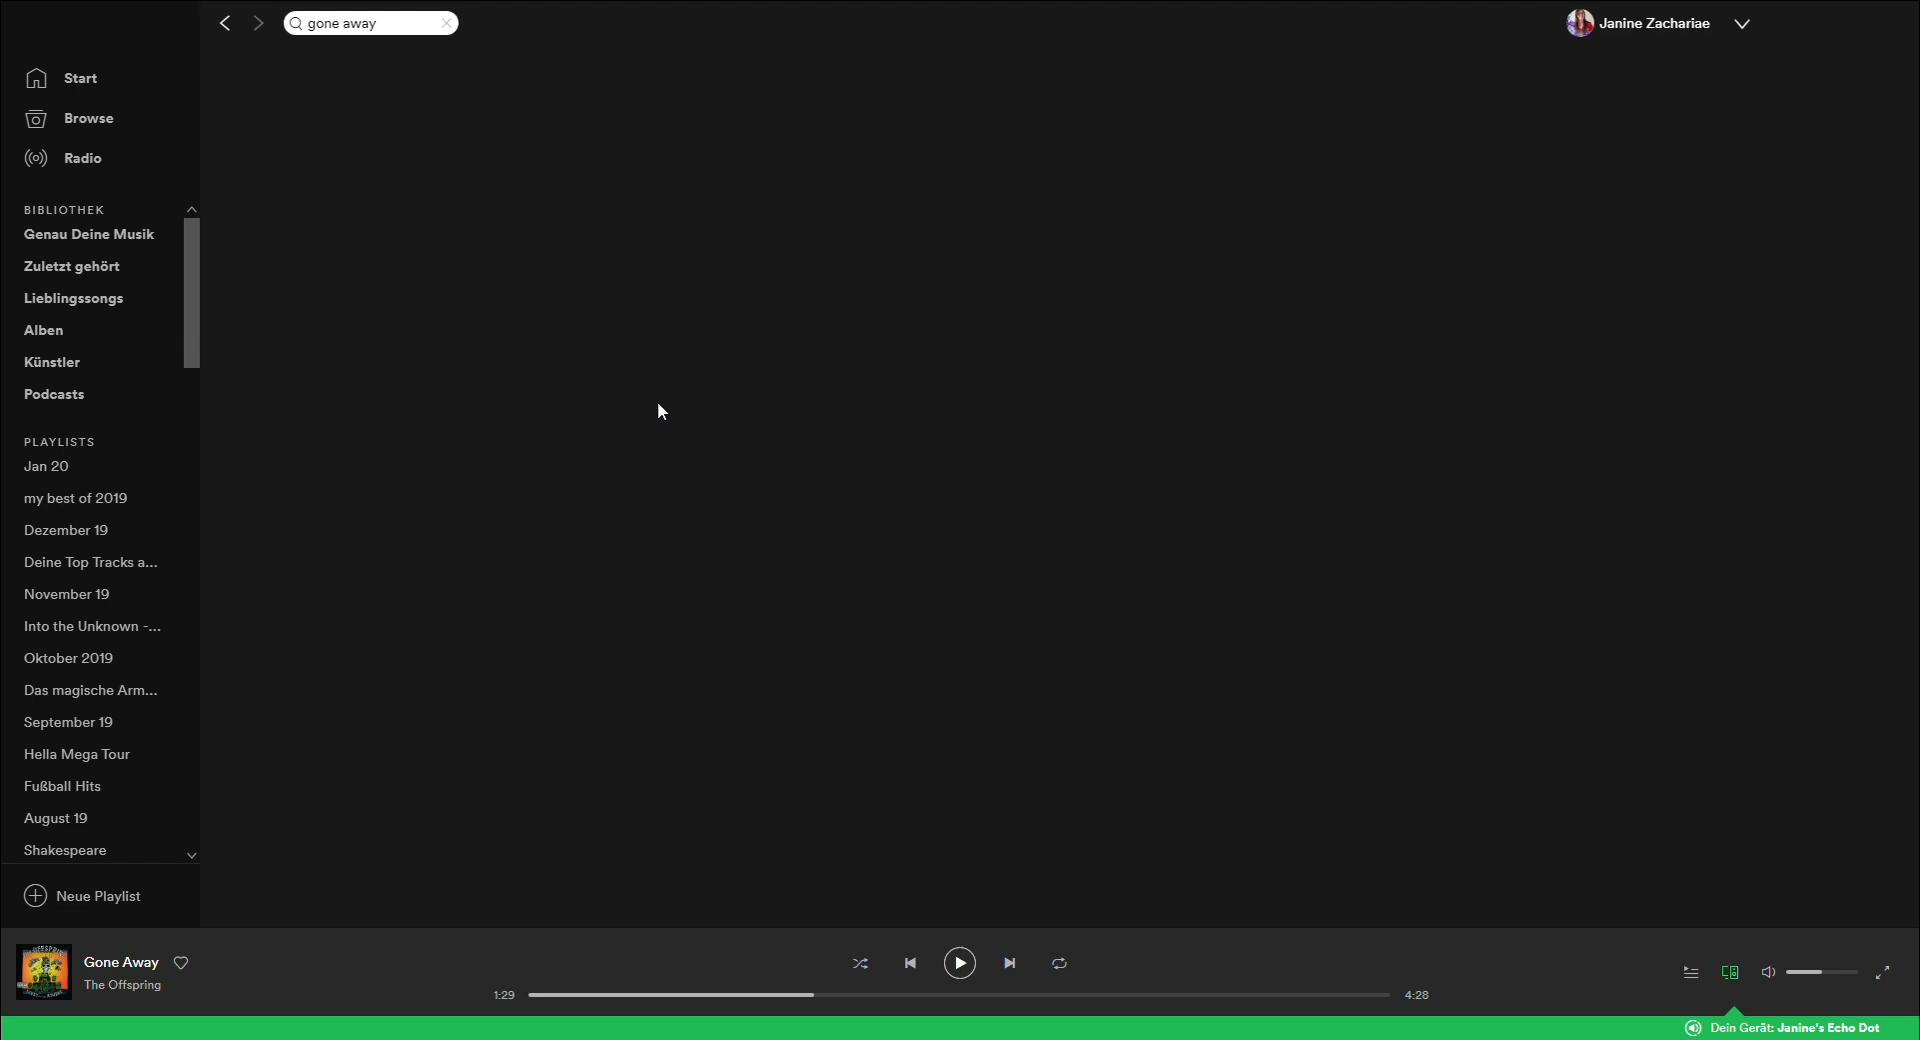 gone away
Janine Zachariae
Start
Browse
Radio
BIBLIOTHEK
Genau Deine Musik
Zuletzt gehört
Lieblingssongs
Alben
Künstler
Podcasts
PLAYLISTS
Jan 20
my best of 2019
Dezember 19
Deine Top Tracks a...
November 19
Into the Unknown -...
Oktober 2019
Das magische Arm...
September 19
Hella Mega Tour
Fußball Hits
August 19
Shakespeare
Neue Playlist
Gone Away
The Offspring
1:29
4:28
Dein Gerät: Janine's Echo Dot